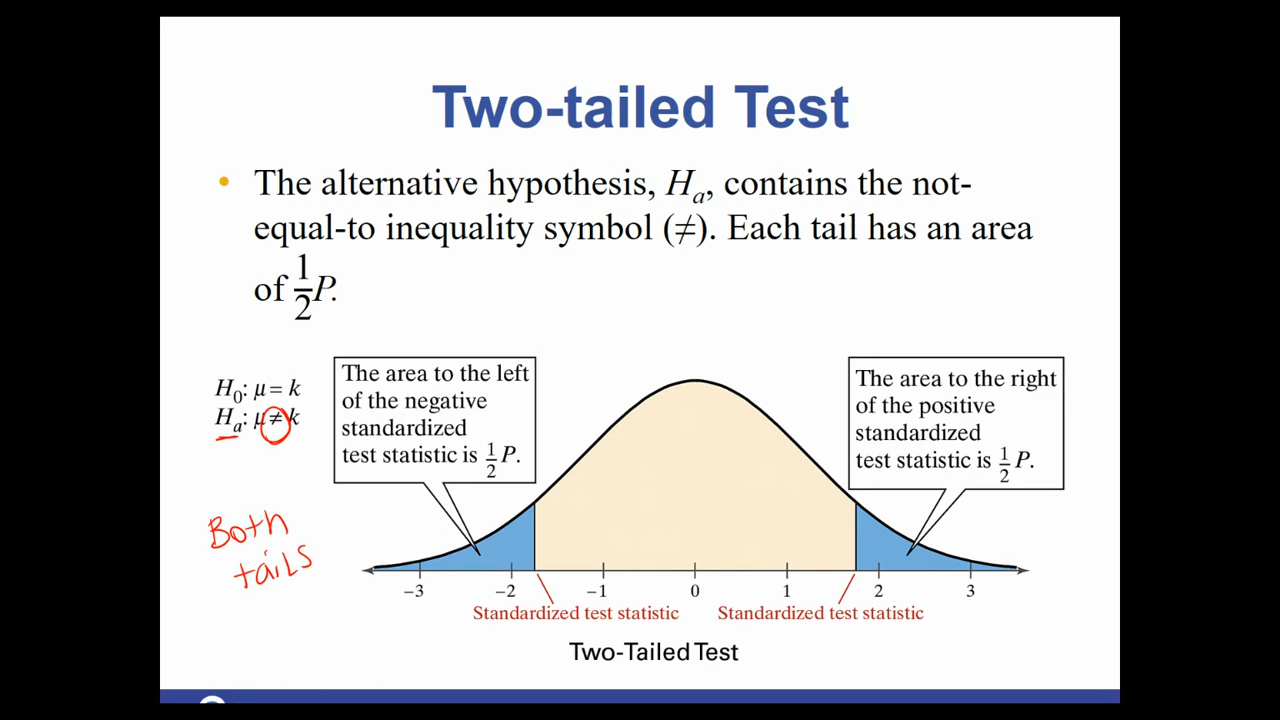 Two-tailed Test
• The alternative hypothesis, Hₐ, contains the not-
equal-to inequality symbol (≠). Each tail has an area
of 1/2 P.
H₀: μ = k
Hₐ: μ ≠ k
The area to the left
of the negative
standardized
test statistic is 1/2 P.
The area to the right
of the positive
standardized
test statistic is 1/2 P.
Both
tails
−3 −2 −1 0 1 2 3
Standardized test statistic Standardized test statistic
Two-Tailed Test